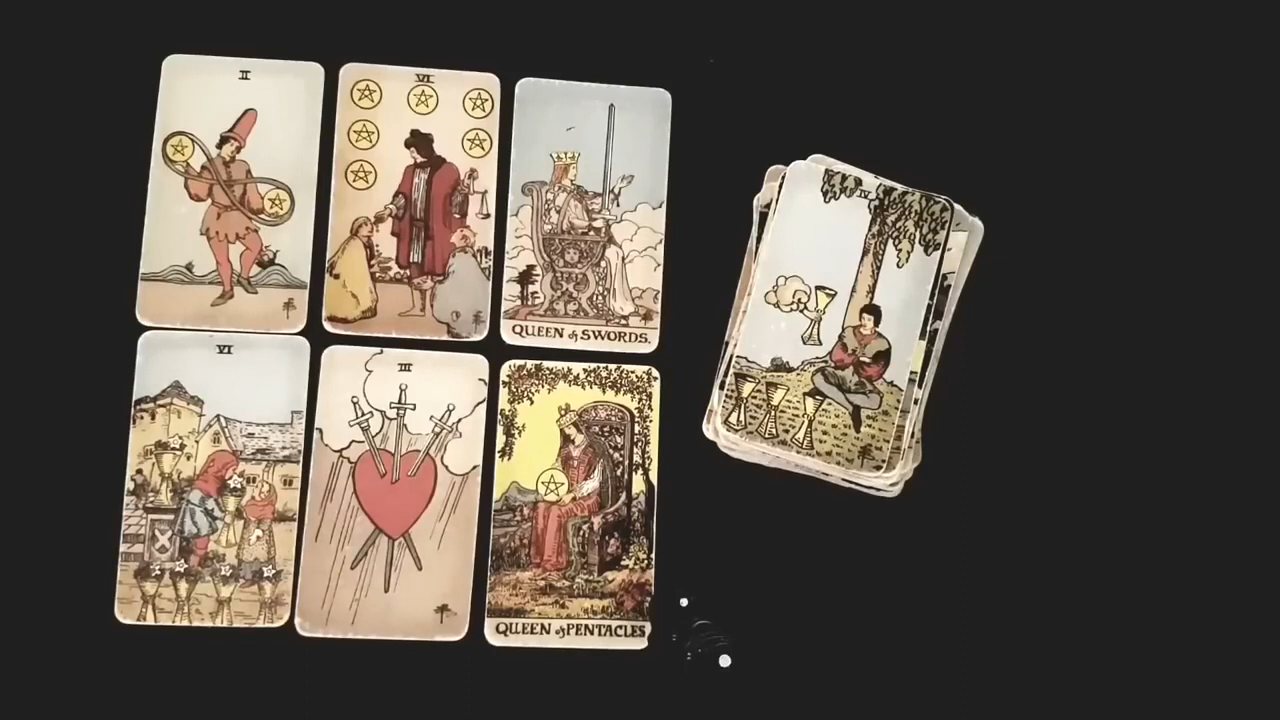 II
VI
QUEEN of SWORDS.
VI
III
QUEEN of PENTACLES
IV